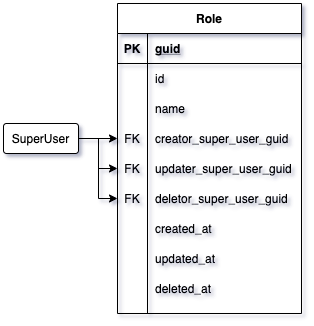 Role
PK guid
id
name
SuperUser
FK creator_super_user_guid
FK updater_super_user_guid
FK deletor_super_user_guid
created_at
updated_at
deleted_at